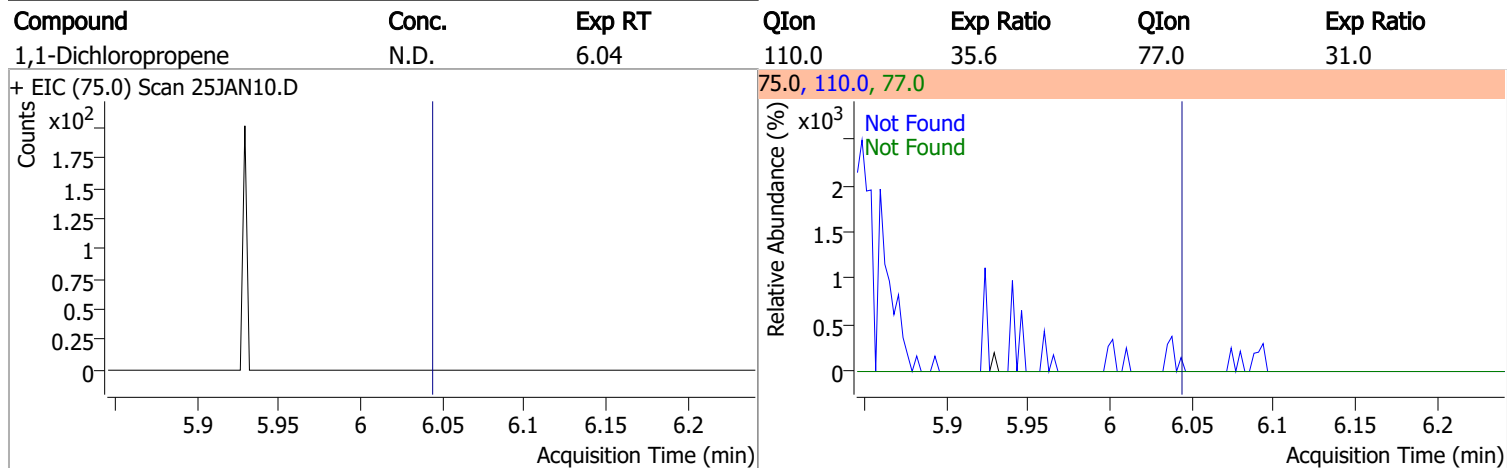 Compound Conc. Exp RT QIon Exp Ratio QIon Exp Ratio
1,1-Dichloropropene N.D. 6.04 110.0 35.6 77.0 31.0
+ EIC (75.0) Scan 25JAN10.D
Counts
x10²
1.75
1.5
1.25
1
0.75
0.5
0.25
0
5.9 5.95 6 6.05 6.1 6.15 6.2
Acquisition Time (min)
75.0, 110.0, 77.0
Relative Abundance (%)
x10³
Not Found
Not Found
2
1.5
1
0.5
0
5.9 5.95 6 6.05 6.1 6.15 6.2
Acquisition Time (min)